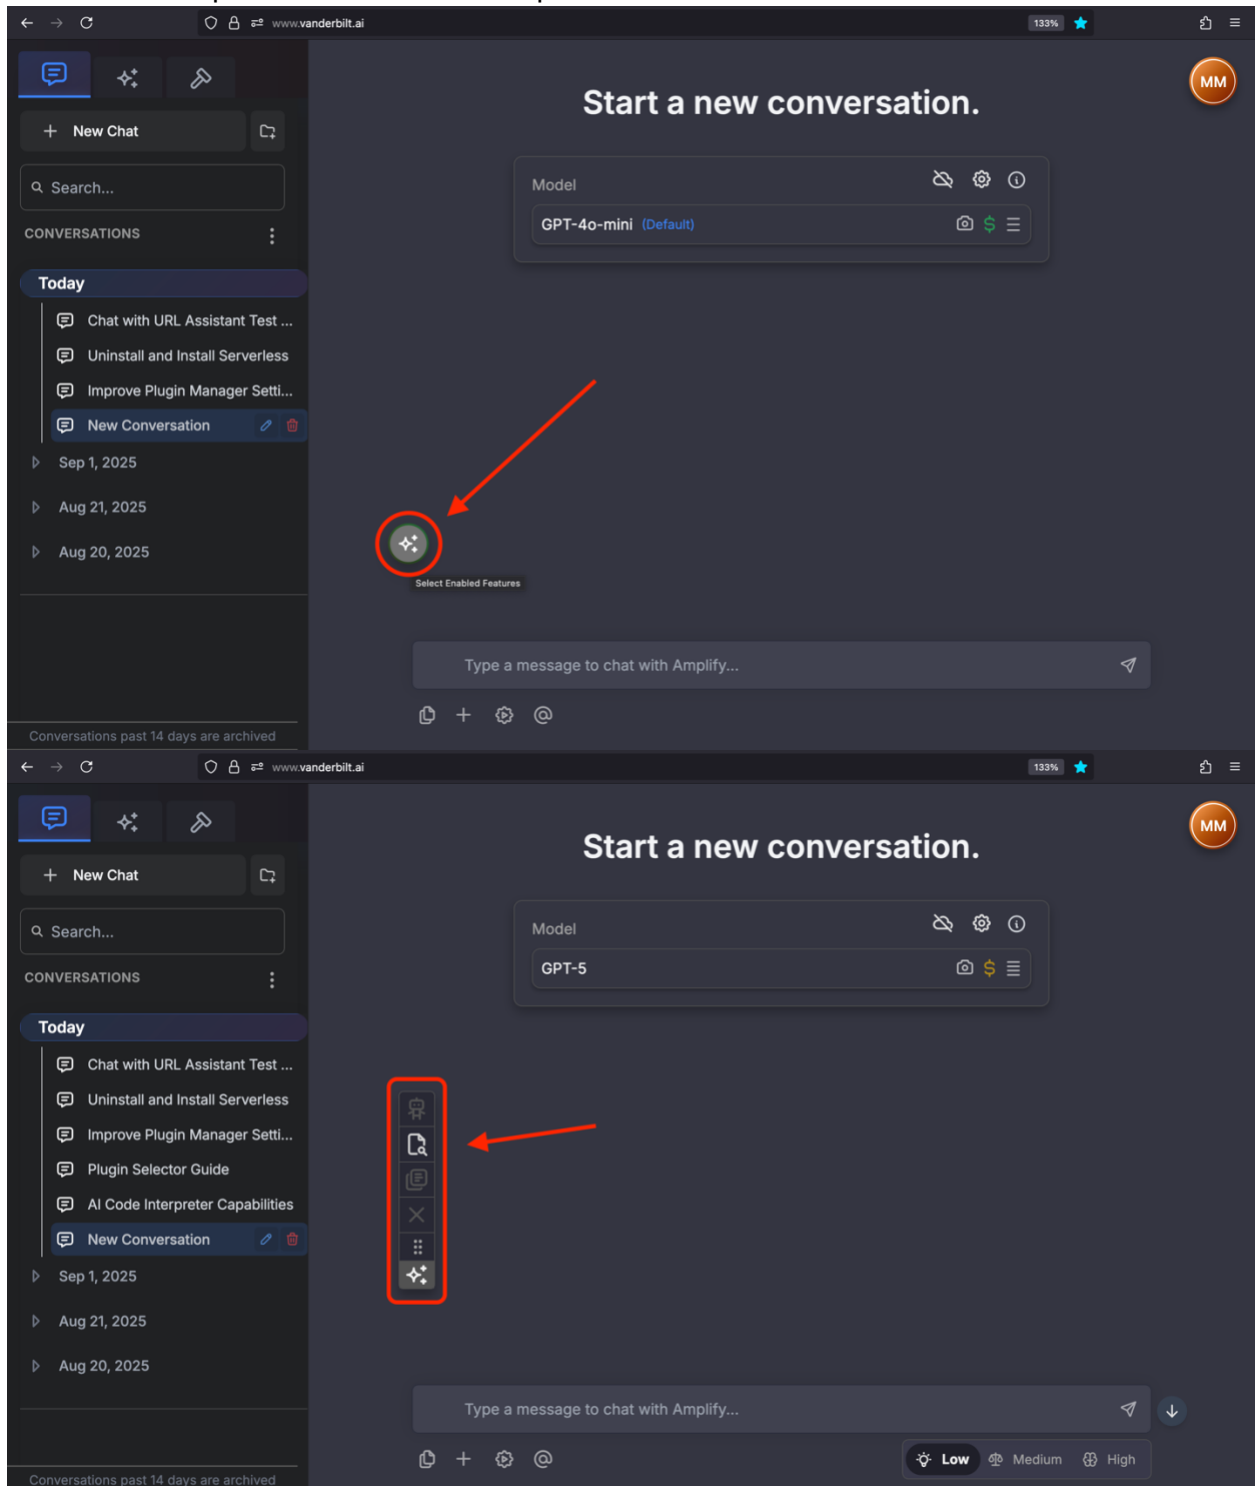 www.vanderbilt.ai
133%
MM
New Chat
Search...
CONVERSATIONS
Today
Chat with URL Assistant Test ...
Uninstall and Install Serverless
Improve Plugin Manager Setti...
New Conversation
Sep 1, 2025
Aug 21, 2025
Aug 20, 2025
Conversations past 14 days are archived
Start a new conversation.
Model
GPT-4o-mini (Default)
$
Select Enabled Features
Type a message to chat with Amplify...
www.vanderbilt.ai
133%
MM
New Chat
Search...
CONVERSATIONS
Today
Chat with URL Assistant Test ...
Uninstall and Install Serverless
Improve Plugin Manager Setti...
Plugin Selector Guide
AI Code Interpreter Capabilities
New Conversation
Sep 1, 2025
Aug 21, 2025
Aug 20, 2025
Conversations past 14 days are archived
Start a new conversation.
Model
GPT-5
$
Type a message to chat with Amplify...
Low Medium High